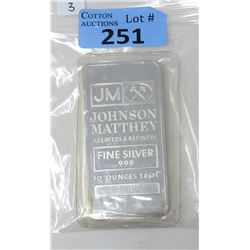 3
COTTON
AUCTIONS
Lot #
251
JM
JOHNSON
MATTHEY
ASSAYERS & REFINERS
FINE SILVER
999
10 OUNCES TROY